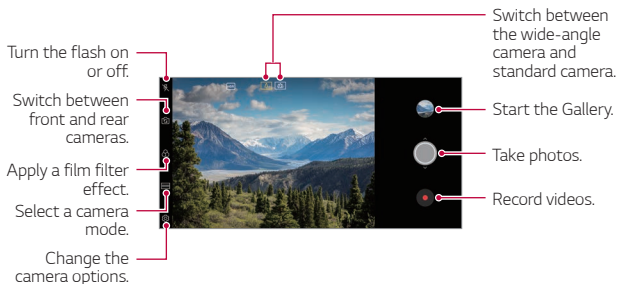 Turn the flash on
or off.
Switch between
front and rear
cameras.
Apply a film filter
effect.
Select a camera
mode.
Change the
camera options.
Switch between
the wide-angle
camera and
standard camera.
Start the Gallery.
Take photos.
Record videos.